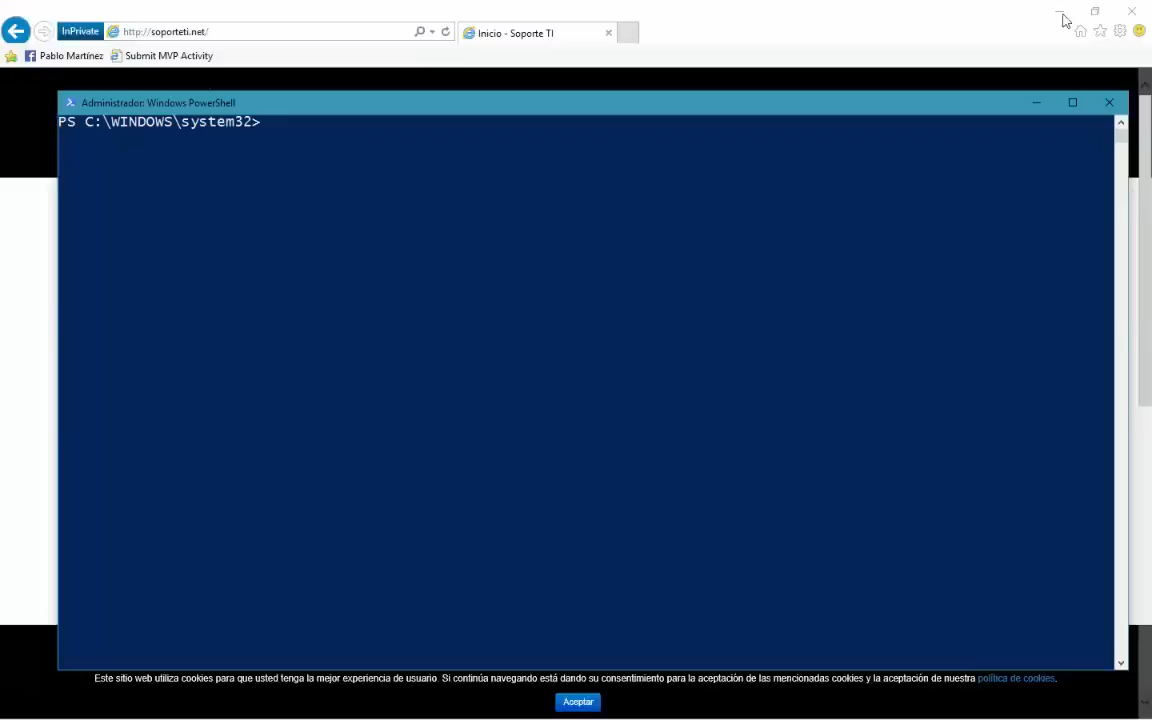 InPrivate http://soporteti.net/ Inicio - Soporte TI
Pablo Martínez Submit MVP Activity
Administrador: Windows PowerShell
PS C:\WINDOWS\system32>
Este sitio web utiliza cookies para que usted tenga la mejor experiencia de usuario. Si continúa navegando está dando su consentimiento para la aceptación de las mencionadas cookies y la aceptación de nuestra política de cookies.
Aceptar